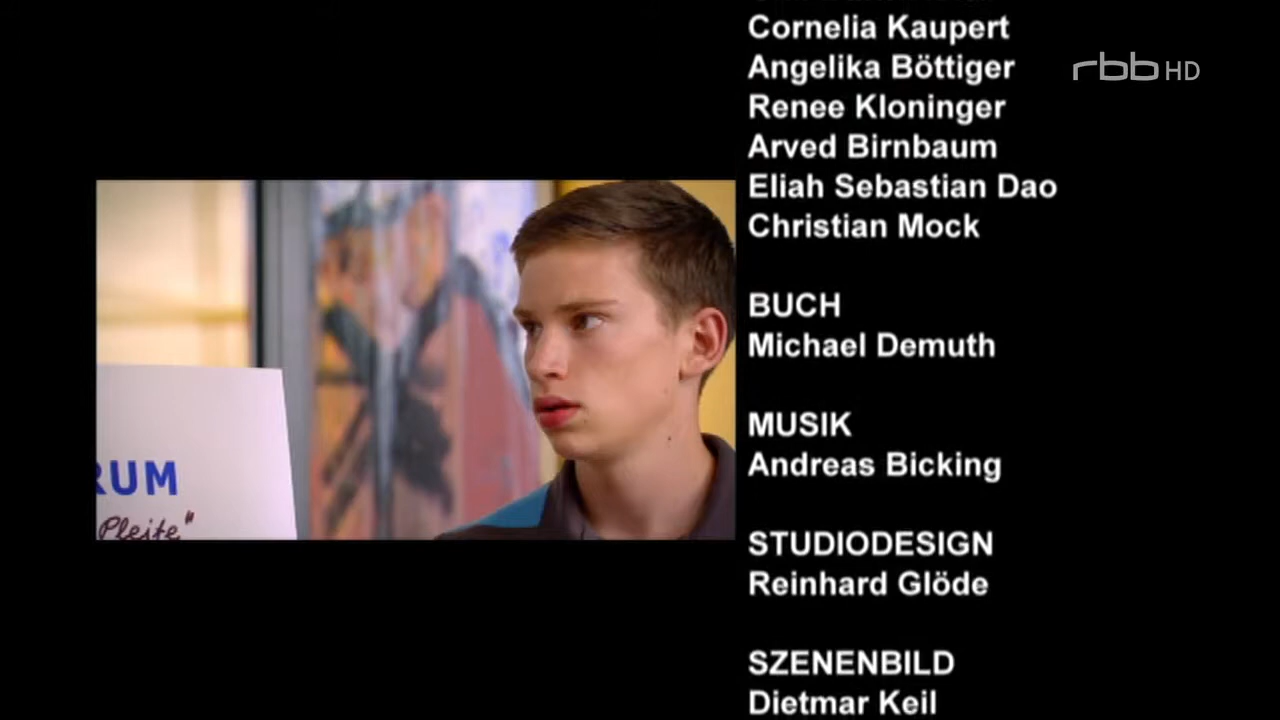 Cornelia Kaupert
Angelika Böttiger
Renee Kloninger
Arved Birnbaum
Eliah Sebastian Dao
Christian Mock
BUCH
Michael Demuth
MUSIK
Andreas Bicking
STUDIODESIGN
Reinhard Glöde
SZENENBILD
Dietmar Keil
rbb HD
RUM
Pleite"